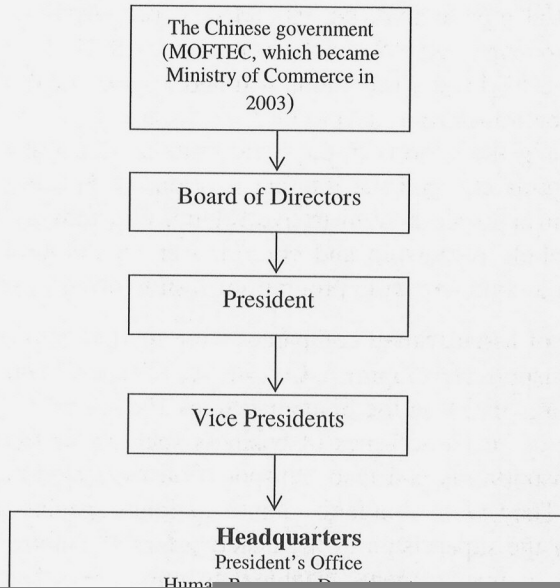 The Chinese government
(MOFTEC, which became
Ministry of Commerce in
2003)
Board of Directors
President
Vice Presidents
Headquarters
President's Office